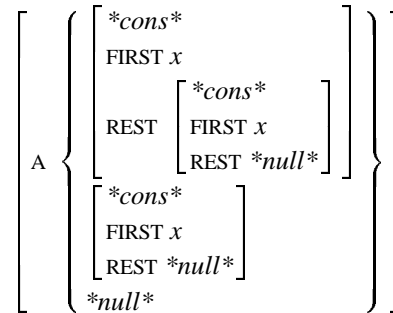 *cons*
FIRST x
REST
*cons*
FIRST x
REST *null*
A
*cons*
FIRST x
REST *null*
*null*